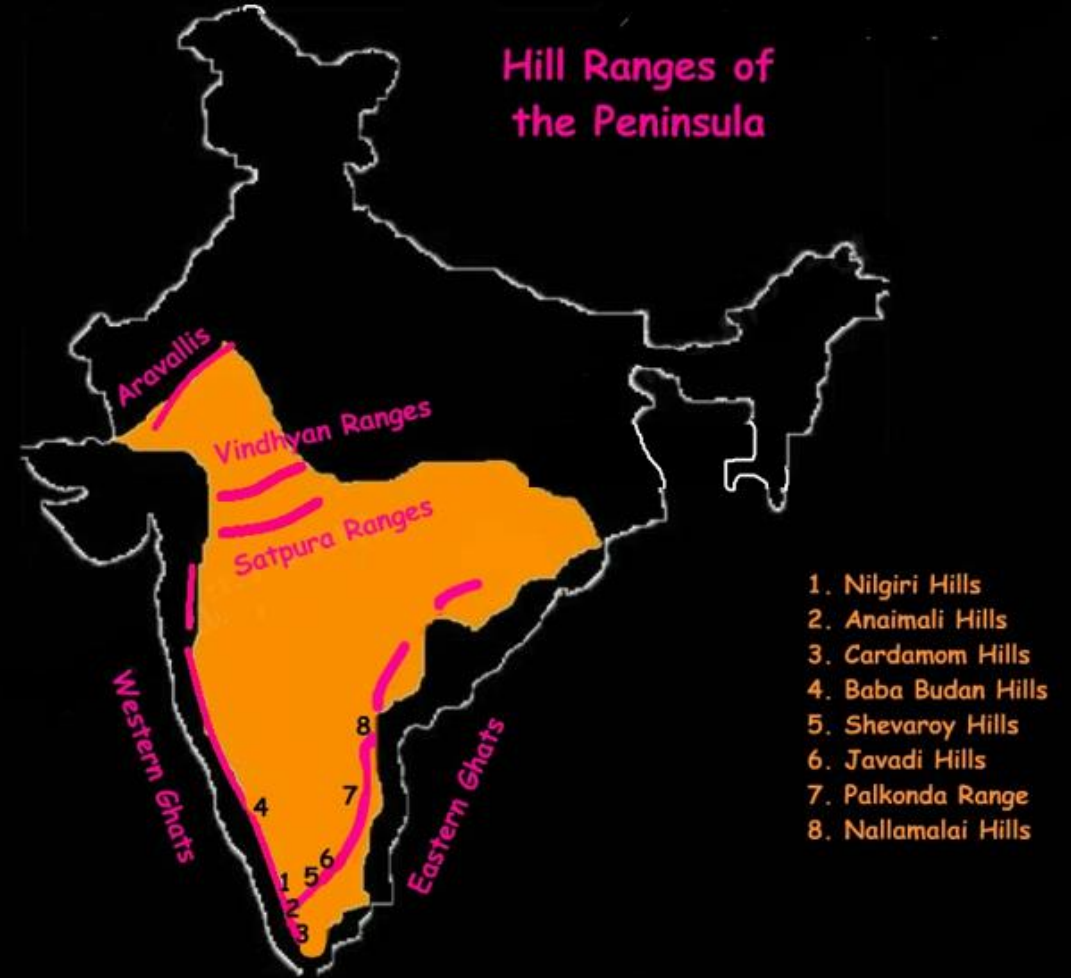 Hill Ranges of
the Peninsula
Aravallis
Vindhyan Ranges
Satpura Ranges
Western Ghats
Eastern Ghats
8
7
4
6
5
1
2
3
1. Nilgiri Hills
2. Anaimali Hills
3. Cardamom Hills
4. Baba Budan Hills
5. Shevaroy Hills
6. Javadi Hills
7. Palkonda Range
8. Nallamalai Hills